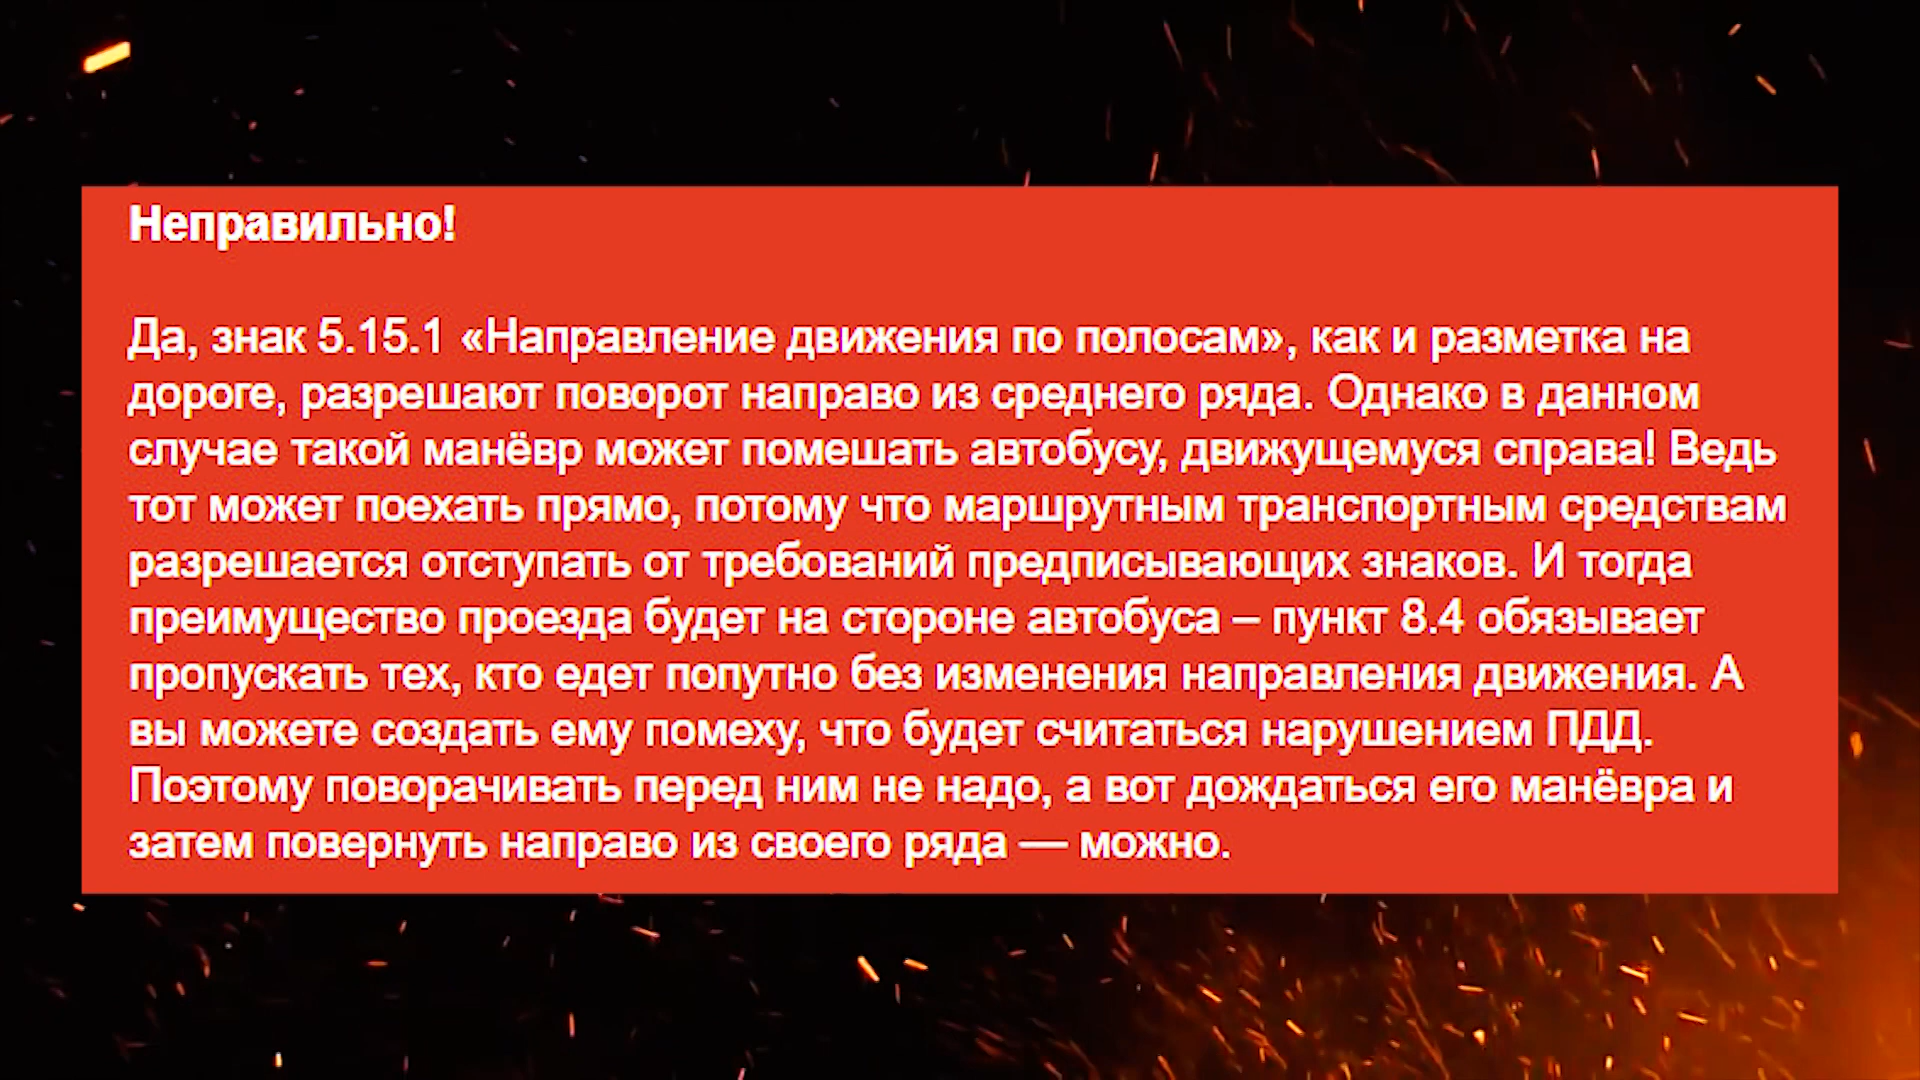 Неправильно!
Да, знак 5.15.1 «Направление движения по полосам», как и разметка на
дороге, разрешают поворот направо из среднего ряда. Однако в данном
случае такой манёвр может помешать автобусу, движущемуся справа! Ведь
тот может поехать прямо, потому что маршрутным транспортным средствам
разрешается отступать от требований предписывающих знаков. И тогда
преимущество проезда будет на стороне автобуса – пункт 8.4 обязывает
пропускать тех, кто едет попутно без изменения направления движения. А
вы можете создать ему помеху, что будет считаться нарушением ПДД.
Поэтому поворачивать перед ним не надо, а вот дождаться его манёвра и
затем повернуть направо из своего ряда — можно.